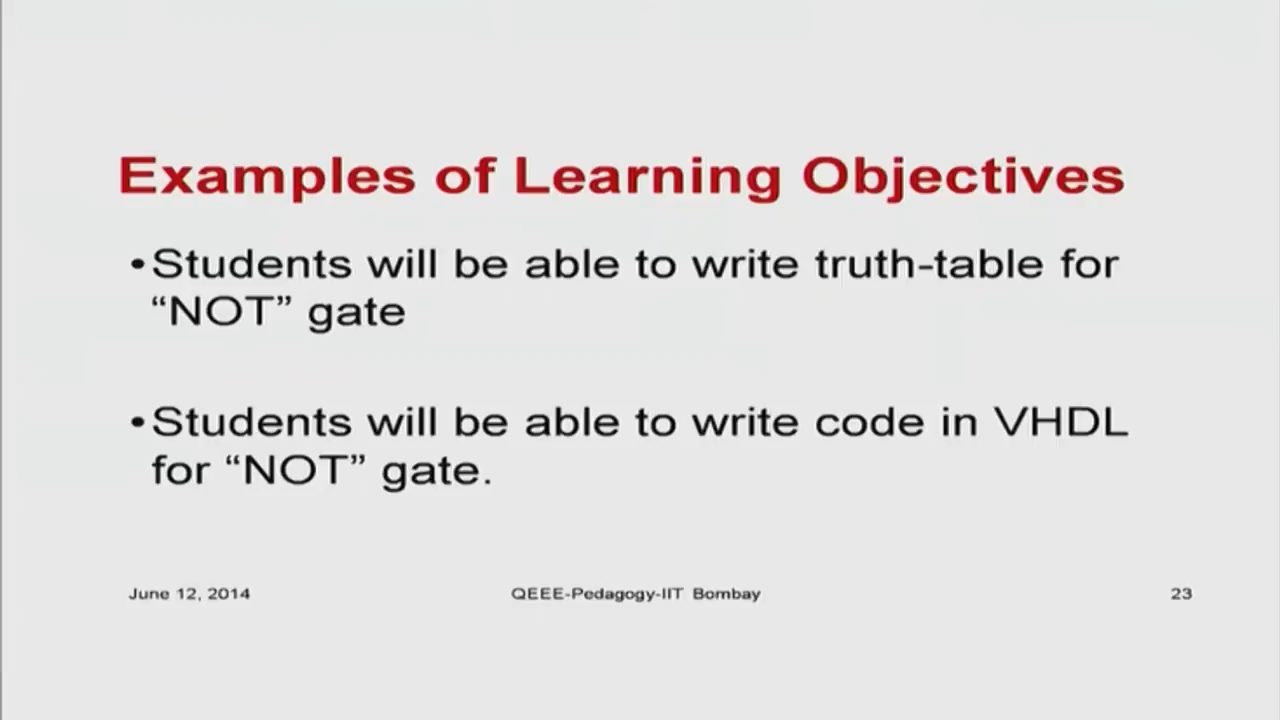 Examples of Learning Objectives
•Students will be able to write truth-table for
“NOT” gate
•Students will be able to write code in VHDL
for “NOT” gate.
June 12, 2014 QEEE-Pedagogy-IIT Bombay 23